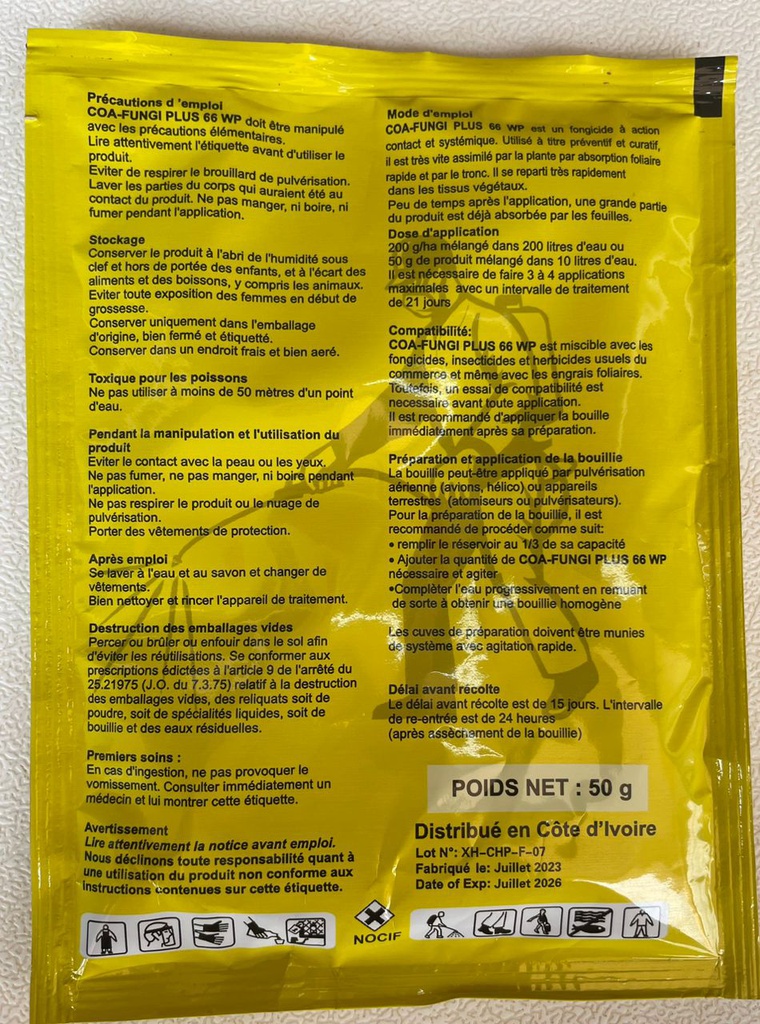 Précautions d 'emploi
COA-FUNGI PLUS 66 WP doit être manipulé
avec les précautions élémentaires.
Lire attentivement l'étiquette avant d'utiliser le
produit.
Eviter de respirer le brouillard de pulvérisation.
Laver les parties du corps qui auraient été au
contact du produit. Ne pas manger, ni boire, ni
fumer pendant l'application.
Stockage
Conserver le produit à l'abri de l'humidité sous
clef et hors de portée des enfants, et à l'écart des
aliments et des boissons, y compris les animaux.
Eviter toute exposition des femmes en début de
grossesse.
Conserver uniquement dans l'emballage
d'origine, bien fermé et étiquetté.
Conserver dans un endroit frais et bien aeré.
Toxique pour les poissons
Ne pas utiliser à moins de 50 mètres d'un point
d'eau.
Pendant la manipulation et l'utilisation du
produit
Eviter le contact avec la peau ou les yeux.
Ne pas fumer, ne pas manger, ni boire pendant
l'application.
Ne pas respirer le produit ou le nuage de
pulvérisation.
Porter des vêtements de protection.
Après emploi
Se laver à l'eau et au savon et changer de
vêtements.
Bien nettoyer et rincer l'appareil de traitement.
Destruction des emballages vides
Percer ou brûler ou enfouir dans le sol afin
d'éviter les réutilisations. Se conformer aux
prescriptions édictées à l'article 9 de l'arrêté du
25.21975 (J.O. du 7.3.75) relatif à la destruction
des emballages vides, des reliquats soit de
poudre, soit de spécialités liquides, soit de
bouillie et des eaux résiduelles.
Premiers soins :
En cas d'ingestion, ne pas provoquer le
vomissement. Consulter immédiatement un
médecin et lui montrer cette étiquette.
Avertissement
Lire attentivement la notice avant emploi.
Nous déclinons toute responsabilité quant à
une utilisation du produit non conforme aux
instructions contenues sur cette étiquette.
Mode d'emploi
COA-FUNGI PLUS 66 WP est un fongicide à action
contact et systémique. Utilisé à titre préventif et curatif,
il est très vite assimilé par la plante par absorption foliaire
rapide et par le tronc. Il se reparti très rapidement
dans les tissus végétaux.
Peu de temps après l'application, une grande partie
du produit est déjà absorbée par les feuilles.
Dose d'application
200 g/ha mélangé dans 200 litres d'eau ou
50 g de produit mélangé dans 10 litres d'eau.
Il est nécessaire de faire 3 à 4 applications
maximales avec un intervalle de traitement
de 21 jours
Compatibilité:
COA-FUNGI PLUS 66 WP est miscible avec les
fongicides, insecticides et herbicides usuels du
commerce et même avec les engrais foliaires.
Toutefois, un essai de compatibilité est
necessaire avant toute application.
Il est recommandé d'appliquer la bouille
immédiatement après sa préparation.
Préparation et application de la bouillie
La bouillie peut-être appliqué par pulvérisation
aérienne (avions, hélico) ou appareils
terrestres (atomiseurs ou pulvérisateurs).
Pour la préparation de la bouillie, il est
recommandé de procéder comme suit:
• remplir le réservoir au 1/3 de sa capacité
• Ajouter la quantité de COA-FUNGI PLUS 66 WP
nécessaire et agiter
•Complèter l'eau progressivement en remuant
de sorte à obtenir une bouillie homogène
Les cuves de préparation doivent être munies
de système avec agitation rapide.
Délai avant récolte
Le délai avant récolte est de 15 jours. L'intervalle
de re-entrée est de 24 heures
(après assèchement de la bouillie)
POIDS NET : 50 g
Distribué en Côte d'Ivoire
Lot N°: XH-CHP-F-07
Fabriqué le: Juillet 2023
Date of Exp: Juillet 2026
NOCIF